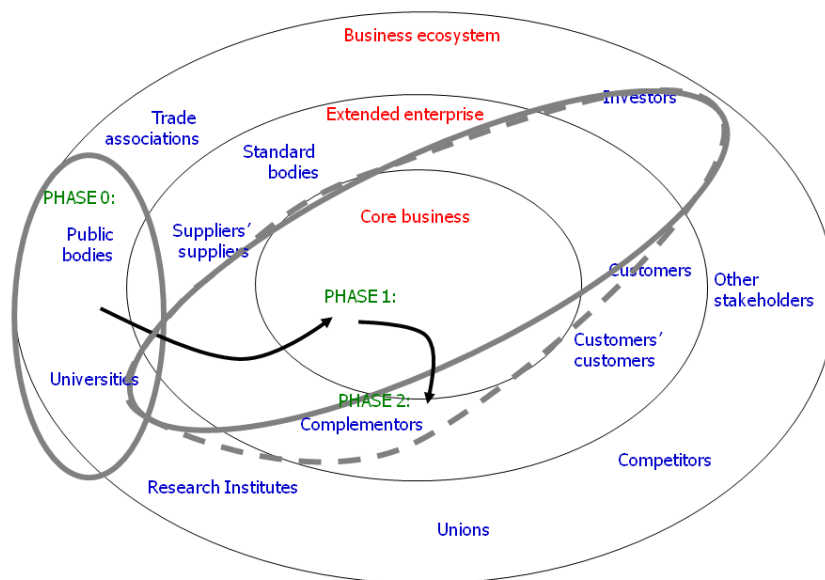 Business ecosystem
Investors
Trade
associations
Extended enterprise
Standard
bodies
PHASE 0:
Public
bodies
Suppliers'
suppliers
Core business
Customers
Other
stakeholders
PHASE 1:
Customers'
customers
Universities
PHASE 2:
Complementors
Competitors
Research Institutes
Unions